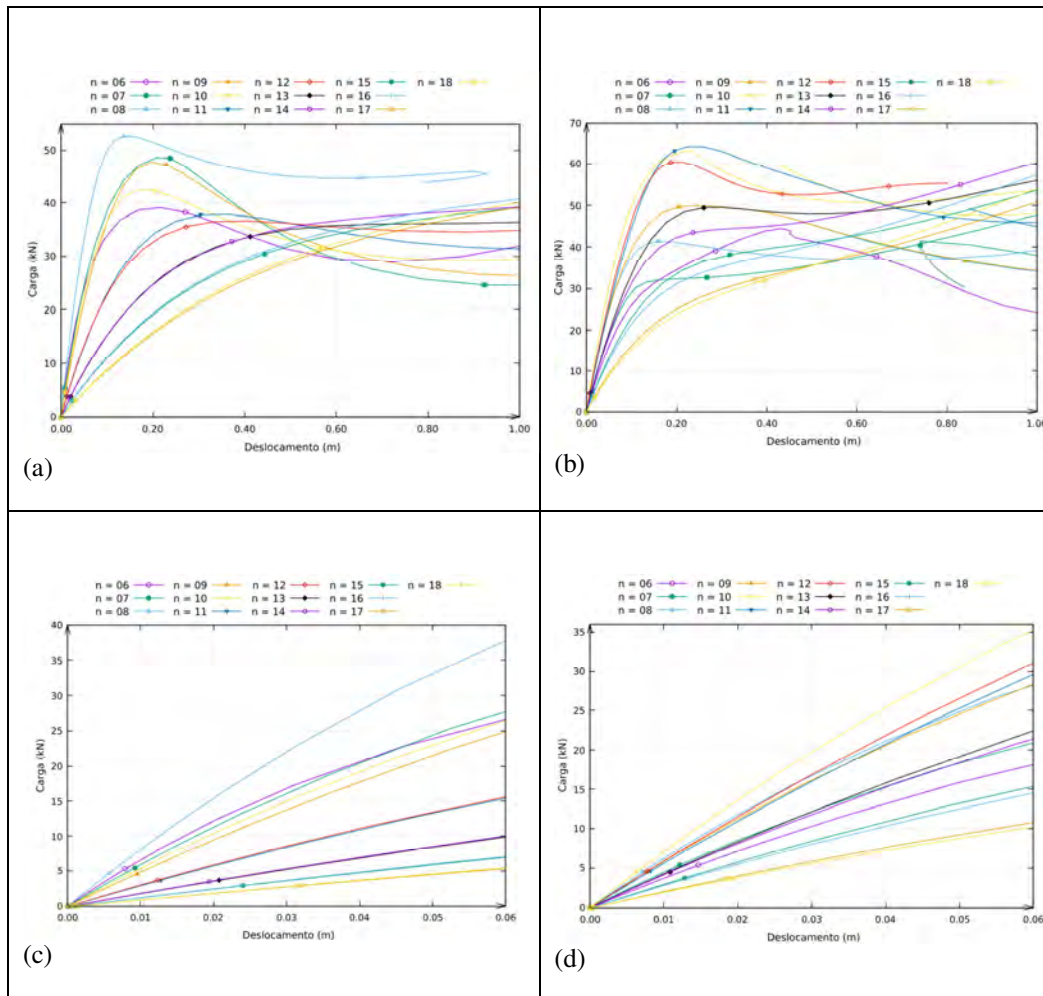 n = 06 n = 09 n = 12 n = 15 n = 18
n = 07 n = 10 n = 13 n = 16
n = 08 n = 11 n = 14 n = 17
50
40
30
20
10
0
Carga (kN)
0.00 0.20 0.40 0.60 0.80 1.00
Deslocamento (m)
(a)
n = 06 n = 09 n = 12 n = 15 n = 18
n = 07 n = 10 n = 13 n = 16
n = 08 n = 11 n = 14 n = 17
70
60
50
40
30
20
10
0
Carga (kN)
0.00 0.20 0.40 0.60 0.80 1.00
Deslocamento (m)
(b)
n = 06 n = 09 n = 12 n = 15 n = 18
n = 07 n = 10 n = 13 n = 16
n = 08 n = 11 n = 14 n = 17
40
35
30
25
20
15
10
5
0
Carga (kN)
0.00 0.01 0.02 0.03 0.04 0.05 0.06
Deslocamento (m)
(c)
n = 06 n = 09 n = 12 n = 15 n = 18
n = 07 n = 10 n = 13 n = 16
n = 08 n = 11 n = 14 n = 17
35
30
25
20
15
10
5
0
Carga (kN)
0.00 0.01 0.02 0.03 0.04 0.05 0.06
Deslocamento (m)
(d)